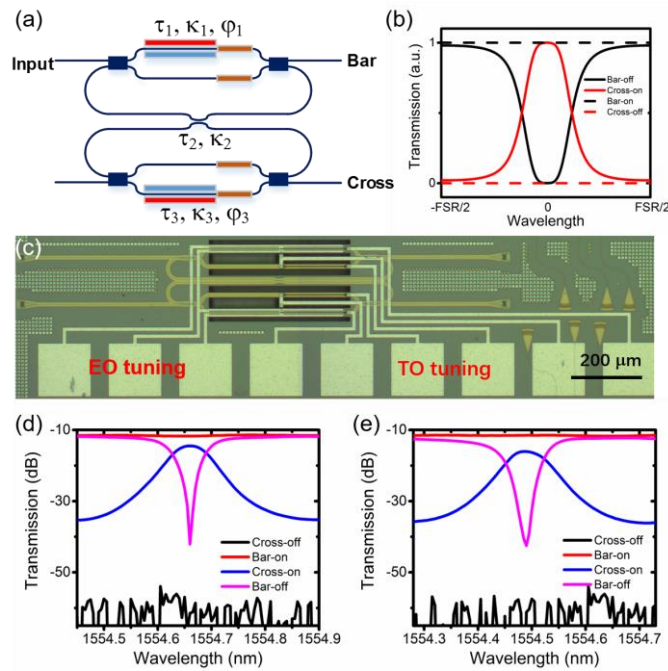 (a)
τ1, κ1, φ1
Input
Bar
τ2, κ2
Cross
τ3, κ3, φ3
(b)
Transmission (a.u.)
1
0
Bar-off
Cross-on
Bar-on
Cross-off
-FSR/2 0 FSR/2
Wavelength
(c)
EO tuning
TO tuning
200 μm
(d)
Transmission (dB)
-10
-30
-50
Cross-off
Bar-on
Cross-on
Bar-off
1554.5 1554.6 1554.7 1554.8 1554.9
Wavelength (nm)
(e)
Transmission (dB)
-10
-30
-50
Cross-off
Bar-on
Cross-on
Bar-off
1554.3 1554.4 1554.5 1554.6 1554.7
Wavelength (nm)